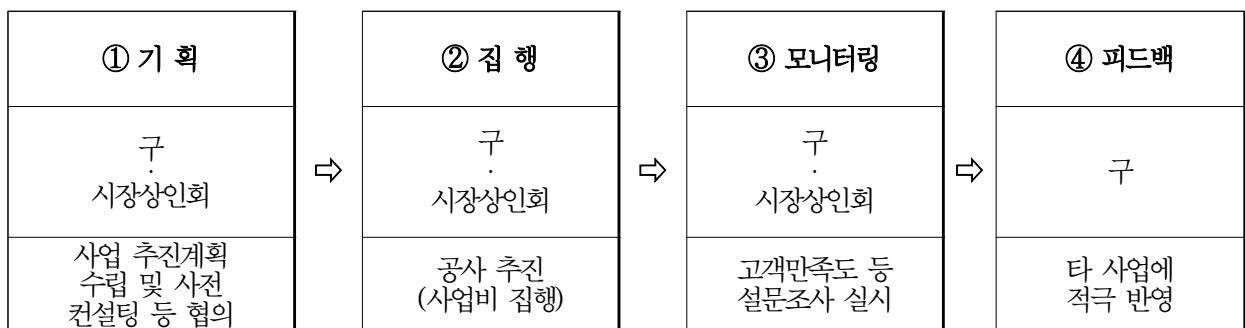 ① 기 획
구
·
시장상인회
사업 추진계획
수립 및 사전
컨설팅 등 협의
⇨
② 집 행
구
·
시장상인회
공사 추진
(사업비 집행)
⇨
③ 모니터링
구
·
시장상인회
고객만족도 등
설문조사 실시
⇨
④ 피드백
구
타 사업에
적극 반영